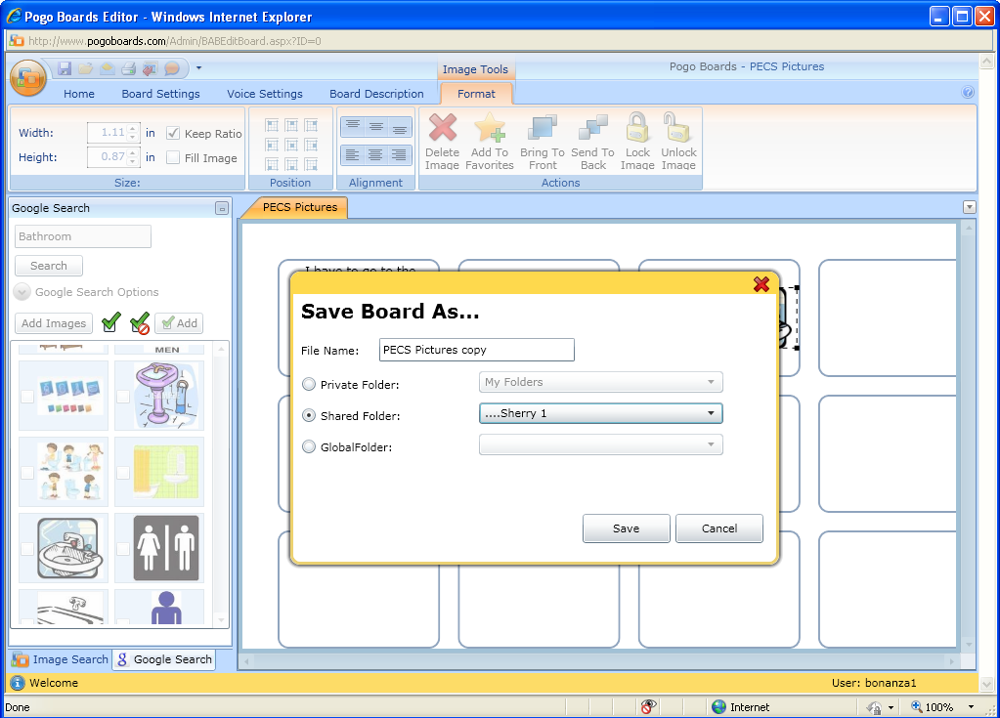 Pogo Boards Editor - Windows Internet Explorer
http://www.pogoboards.com/Admin/BABEditBoard.aspx?ID=0
Image Tools
Pogo Boards - PECS Pictures
Home Board Settings Voice Settings Board Description Format
Width: 1.11 in Keep Ratio
Height: 0.87 in Fill Image
Size:
Position
Alignment
Delete Image
Add To Favorites
Bring To Front
Send To Back
Lock Image
Unlock Image
Actions
Google Search
Bathroom
Search
Google Search Options
Add Images Add
MEN
PECS Pictures
I have to go to the
Save Board As...
File Name: PECS Pictures copy
Private Folder: My Folders
Shared Folder: ....Sherry 1
GlobalFolder:
Save Cancel
Image Search Google Search
Welcome User: bonanza1
Done Internet 100%